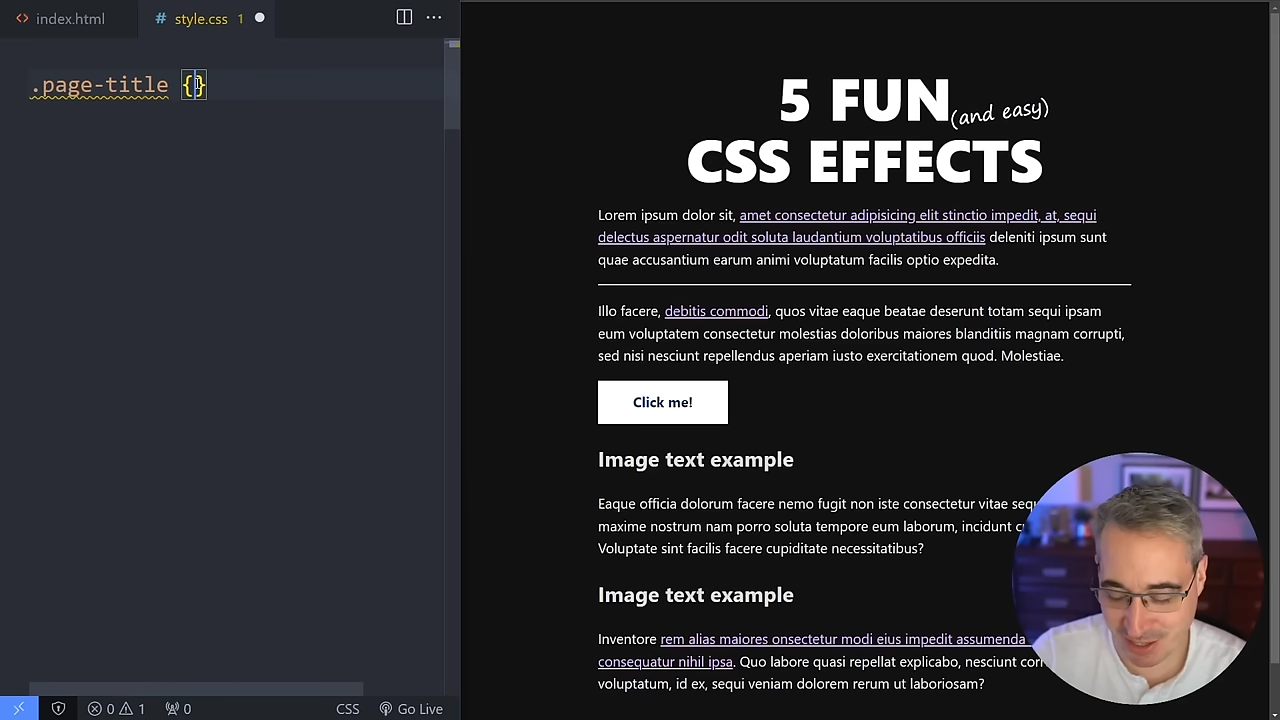 index.html
style.css 1
.page-title {}
5 FUN
(and easy)
CSS EFFECTS
Lorem ipsum dolor sit, amet consectetur adipisicing elit stinctio impedit, at, sequi
delectus aspernatur odit soluta laudantium voluptatibus officiis deleniti ipsum sunt
quae accusantium earum animi voluptatum facilis optio expedita.
Illo facere, debitis commodi, quos vitae eaque beatae deserunt totam sequi ipsam
eum voluptatem consectetur molestias doloribus maiores blanditiis magnam corrupti,
sed nisi nesciunt repellendus aperiam iusto exercitationem quod. Molestiae.
Click me!
Image text example
Eaque officia dolorum facere nemo fugit non iste consectetur vitae
maxime nostrum nam porro soluta tempore eum laborum, incidunt
Voluptate sint facilis facere cupiditate necessitatibus?
Image text example
Inventore rem alias maiores onsectetur modi eius impedit assumenda
consequatur nihil ipsa. Quo labore quasi repellat explicabo, nesciunt
voluptatum, id ex, sequi veniam dolorem rerum ut laboriosam?
0 1 0 CSS Go Live